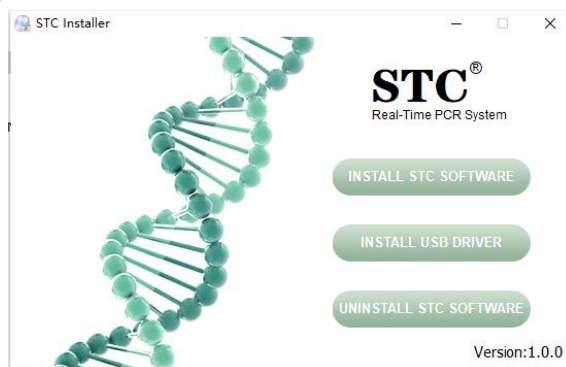 STC Installer
STC®
Real-Time PCR System
INSTALL STC SOFTWARE
INSTALL USB DRIVER
UNINSTALL STC SOFTWARE
Version:1.0.0